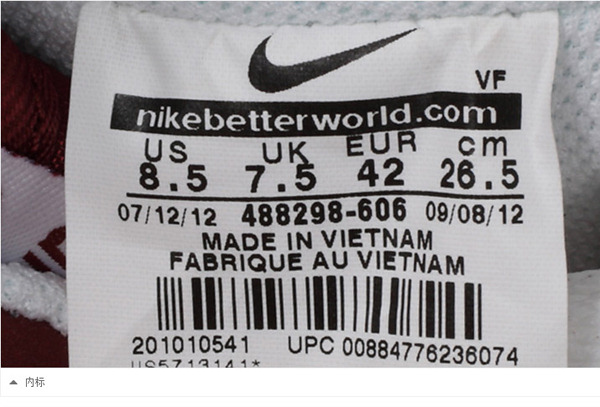 VF
nikebetterworld.com
US UK EUR cm
8.5 7.5 42 26.5
07/12/12 488298-606 09/08/12
MADE IN VIETNAM
FABRIQUE AU VIETNAM
201010541 UPC 00884776236074
US5713141*
内标